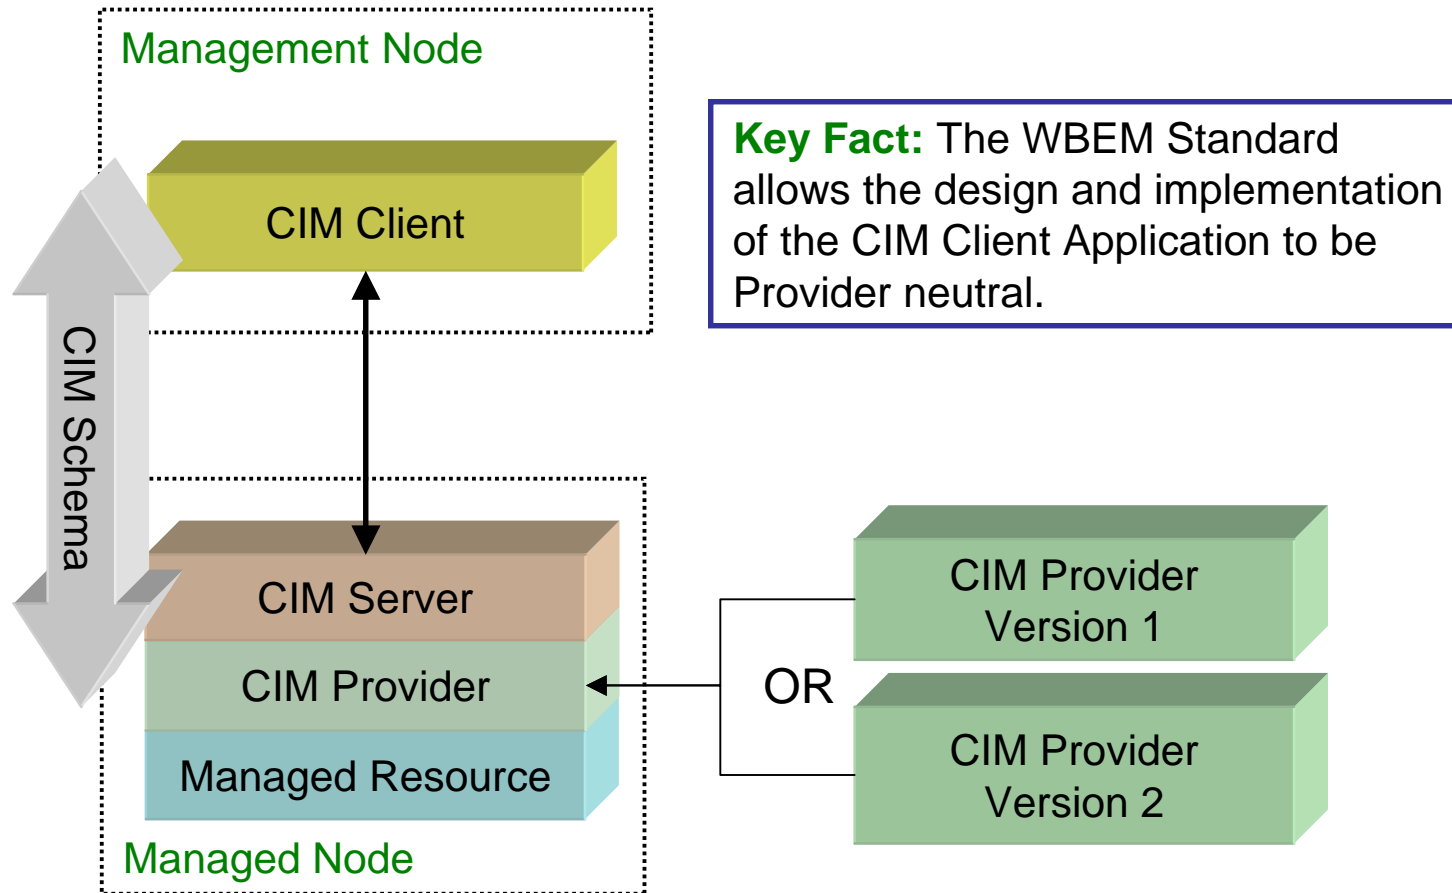 Management Node
CIM Client
Key Fact: The WBEM Standard
allows the design and implementation
of the CIM Client Application to be
Provider neutral.
CIM Schema
CIM Server
CIM Provider
Managed Resource
Managed Node
OR
CIM Provider
Version 1
CIM Provider
Version 2